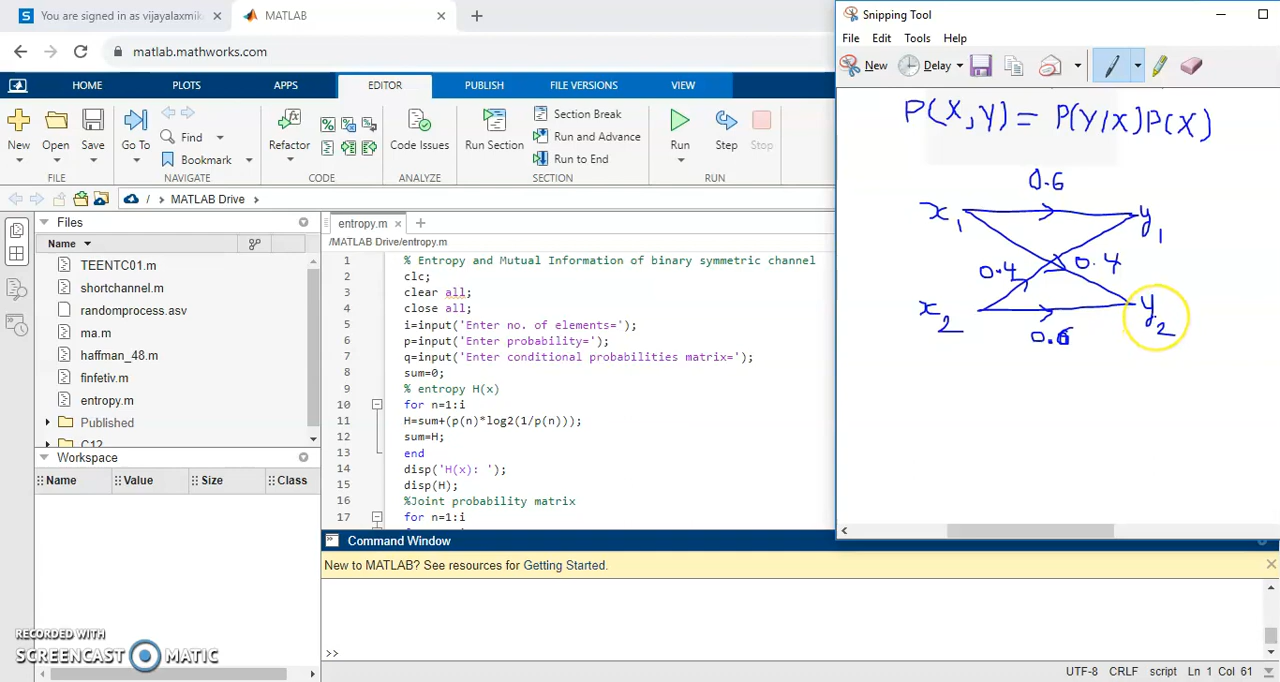 You are signed in as vijayalaxmik
MATLAB
matlab.mathworks.com
HOME PLOTS APPS EDITOR PUBLISH FILE VERSIONS VIEW
New Open Save Go To Find Bookmark Refactor Code Issues Run Section Section Break Run and Advance Run to End Run Step Stop
FILE NAVIGATE CODE ANALYZE SECTION RUN
/ MATLAB Drive
Files
Name
TEENTC01.m
shortchannel.m
randomprocess.asv
ma.m
haffman_48.m
finfetiv.m
entropy.m
Published
C12
Workspace
Name Value Size Class
entropy.m
/MATLAB Drive/entropy.m
1 % Entropy and Mutual Information of binary symmetric channel
2 clc;
3 clear all;
4 close all;
5 i=input('Enter no. of elements=');
6 p=input('Enter probability=');
7 q=input('Enter conditional probabilities matrix=');
8 sum=0;
9 % entropy H(x)
10 for n=1:i
11 H=sum+(p(n)*log2(1/p(n)));
12 sum=H;
13 end
14 disp('H(x): ');
15 disp(H);
16 %Joint probability matrix
17 for n=1:i
Command Window
New to MATLAB? See resources for Getting Started.
>>
UTF-8 CRLF script Ln 1 Col 61
Snipping Tool
File Edit Tools Help
New Delay
P(X,Y) = P(Y/X)P(X)
0.6
x1 y1
0.4 0.4
x2 y2
0.6
RECORDED WITH
SCREENCAST MATIC